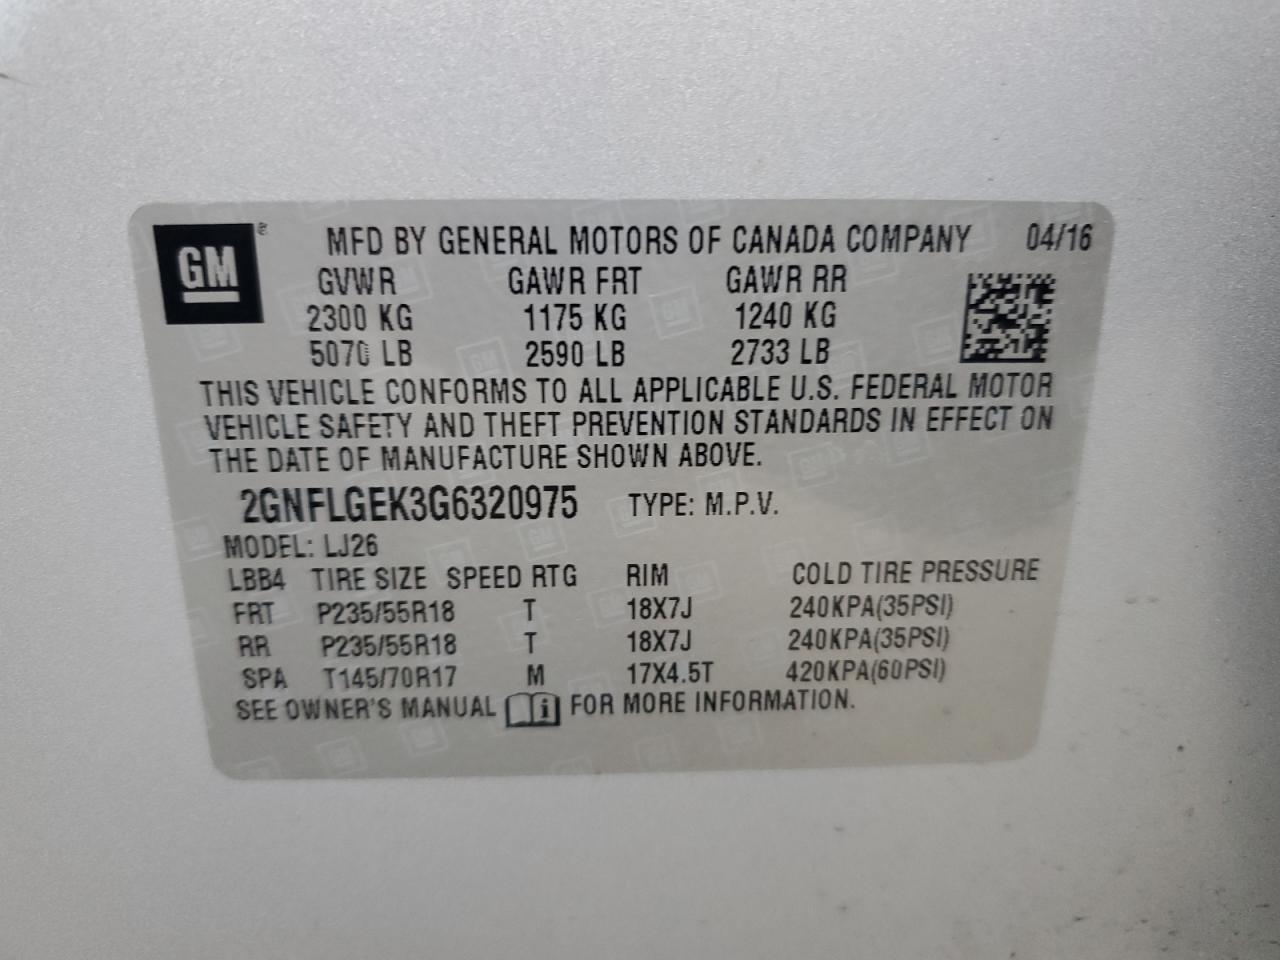 GM ® MFD BY GENERAL MOTORS OF CANADA COMPANY 04/16
GVWR GAWR FRT GAWR RR
2300 KG 1175 KG 1240 KG
5070 LB 2590 LB 2733 LB
THIS VEHICLE CONFORMS TO ALL APPLICABLE U.S. FEDERAL MOTOR
VEHICLE SAFETY AND THEFT PREVENTION STANDARDS IN EFFECT ON
THE DATE OF MANUFACTURE SHOWN ABOVE.
2GNFLGEK3G6320975 TYPE: M.P.V.
MODEL: LJ26
LBB4 TIRE SIZE SPEED RTG RIM COLD TIRE PRESSURE
FRT P235/55R18 T 18X7J 240KPA(35PSI)
RR P235/55R18 T 18X7J 240KPA(35PSI)
SPA T145/70R17 M 17X4.5T 420KPA(60PSI)
SEE OWNER'S MANUAL i FOR MORE INFORMATION.